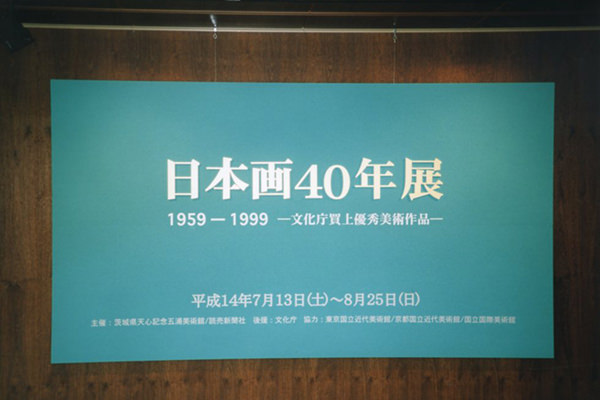 日本画40年展
1959―1999 ―文化庁買上優秀美術作品―
平成14年7月13日(土)～8月25日(日)
主催：茨城県天心記念五浦美術館/読売新聞社 後援：文化庁 協力：東京国立近代美術館/京都国立近代美術館/国立国際美術館